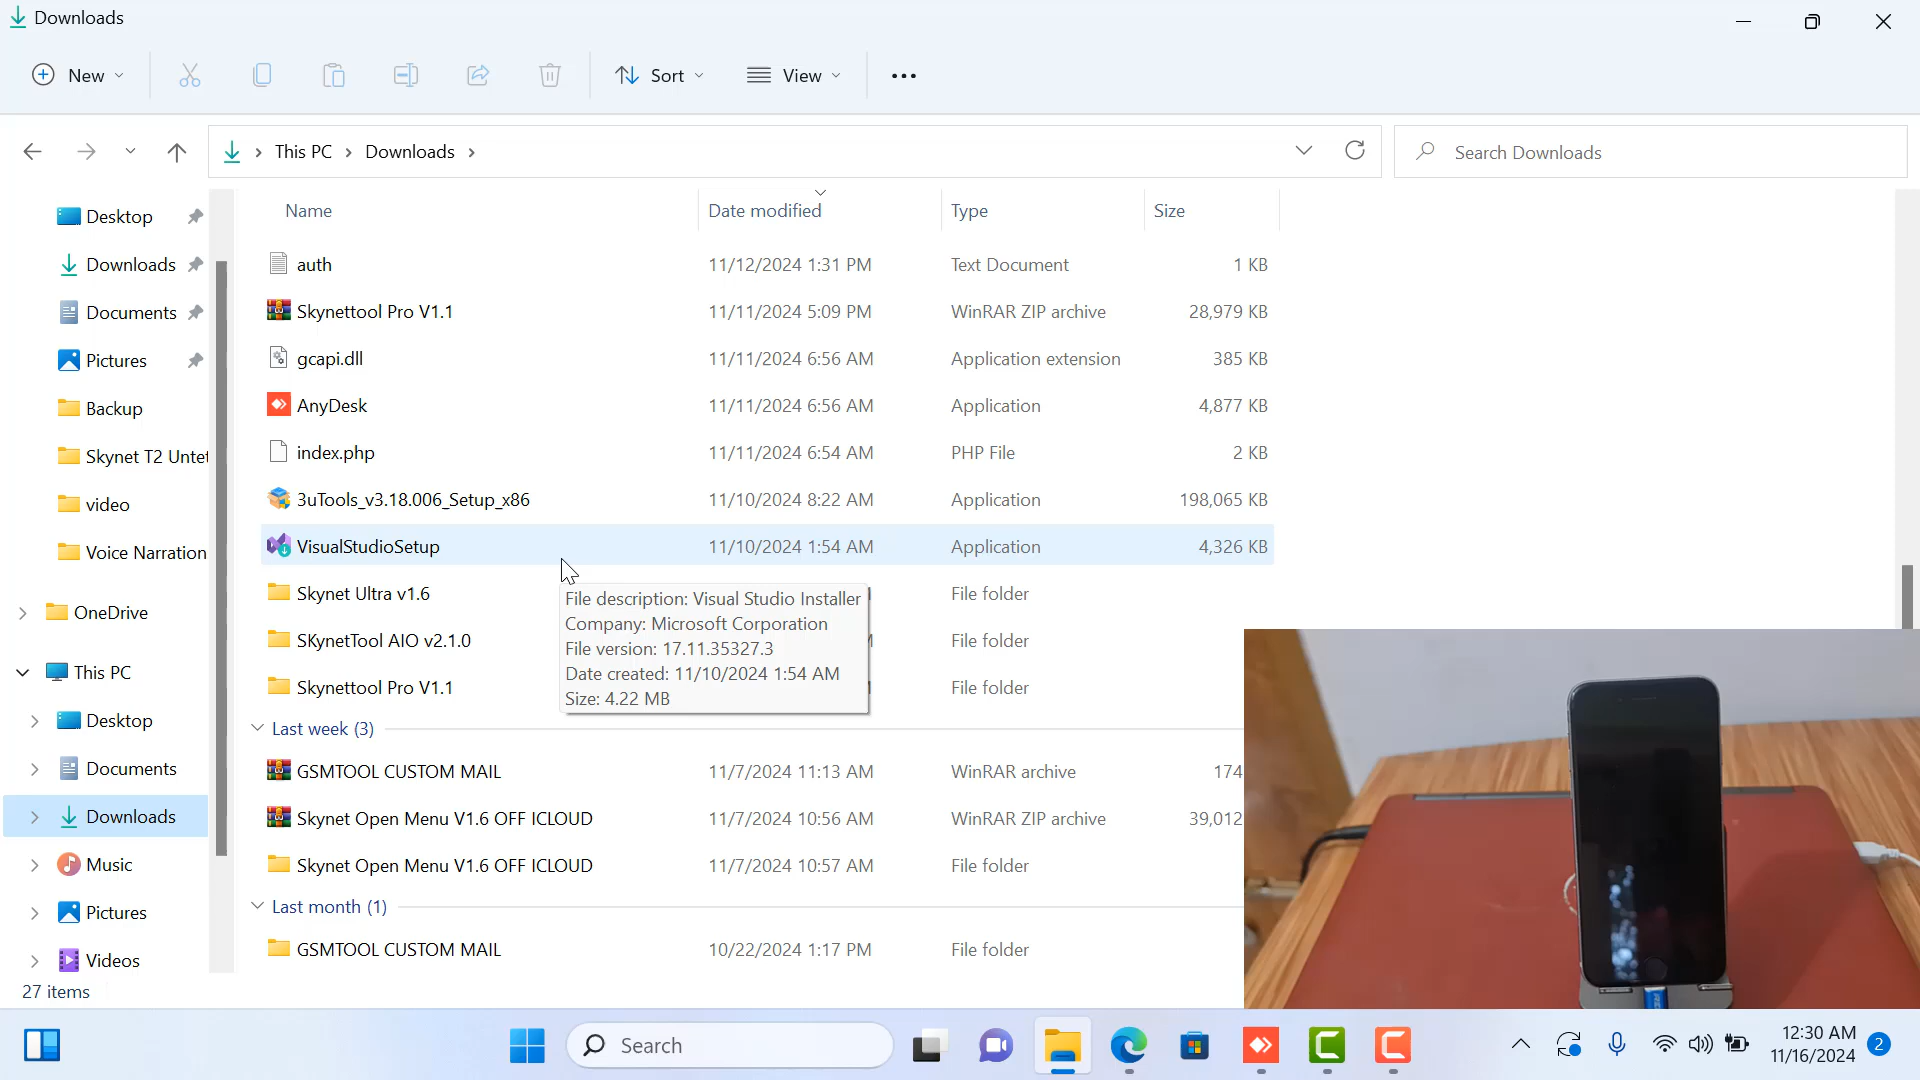 Downloads
New
Sort
View
This PC
Downloads
Search Downloads
Desktop
Downloads
Documents
Pictures
Backup
Skynet T2 Untet
video
Voice Narration
OneDrive
This PC
Desktop
Documents
Downloads
Music
Pictures
Videos
Name Date modified Type Size
auth 11/12/2024 1:31 PM Text Document 1 KB
Skynettool Pro V1.1 11/11/2024 5:09 PM WinRAR ZIP archive 28,979 KB
gcapi.dll 11/11/2024 6:56 AM Application extension 385 KB
AnyDesk 11/11/2024 6:56 AM Application 4,877 KB
index.php 11/11/2024 6:54 AM PHP File 2 KB
3uTools_v3.18.006_Setup_x86 11/10/2024 8:22 AM Application 198,065 KB
VisualStudioSetup 11/10/2024 1:54 AM Application 4,326 KB
Skynet Ultra v1.6 File folder
SKynetTool AIO v2.1.0 File folder
Skynettool Pro V1.1 File folder
File description: Visual Studio Installer
Company: Microsoft Corporation
File version: 17.11.35327.3
Date created: 11/10/2024 1:54 AM
Size: 4.22 MB
Last week (3)
GSMTOOL CUSTOM MAIL 11/7/2024 11:13 AM WinRAR archive 174
Skynet Open Menu V1.6 OFF ICLOUD 11/7/2024 10:56 AM WinRAR ZIP archive 39,012
Skynet Open Menu V1.6 OFF ICLOUD 11/7/2024 10:57 AM File folder
Last month (1)
GSMTOOL CUSTOM MAIL 10/22/2024 1:17 PM File folder
27 items
Search
12:30 AM
11/16/2024
2